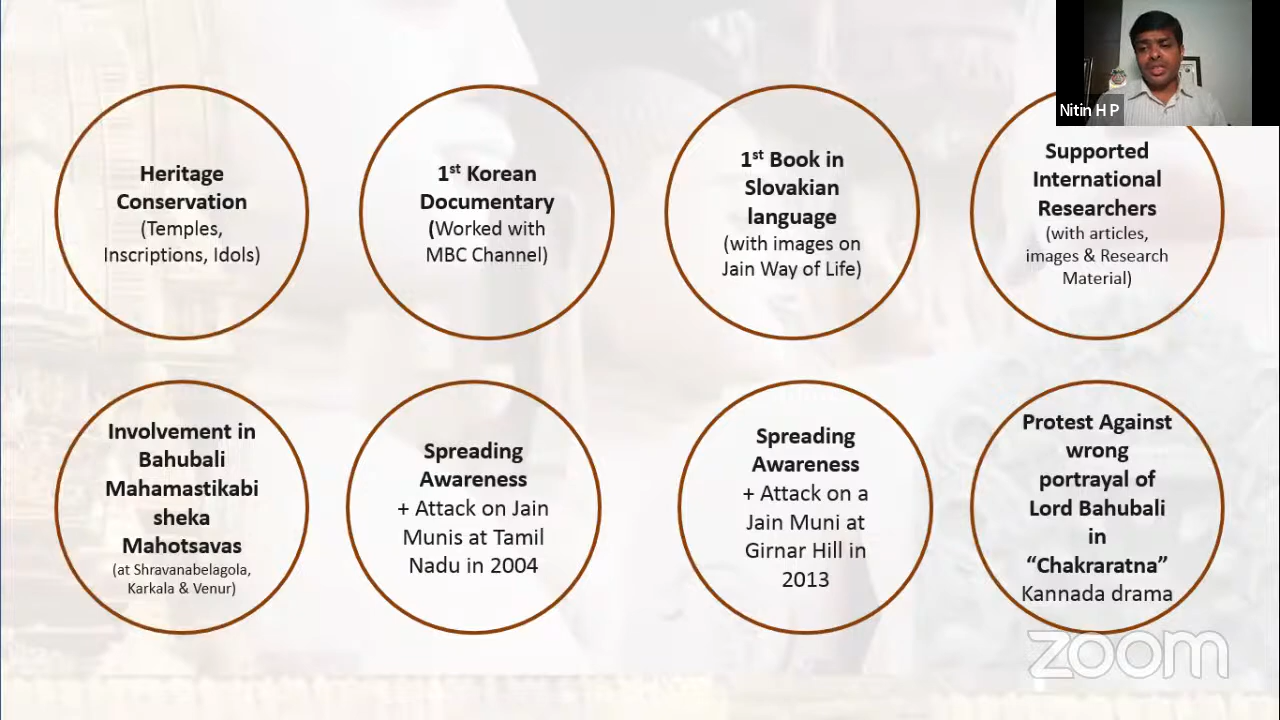 Nitin H P
Heritage
Conservation
(Temples,
Inscriptions, Idols)
1st Korean
Documentary
(Worked with
MBC Channel)
1st Book in
Slovakian
language
(with images on
Jain Way of Life)
Supported
International
Researchers
(with articles,
images & Research
Material)
Involvement in
Bahubali
Mahamastikabi
sheka
Mahotsavas
(at Shravanabelagola,
Karkala & Venur)
Spreading
Awareness
+ Attack on Jain
Munis at Tamil
Nadu in 2004
Spreading
Awareness
+ Attack on a
Jain Muni at
Girnar Hill in
2013
Protest Against
wrong
portrayal of
Lord Bahubali
in
“Chakraratna”
Kannada drama
zoom